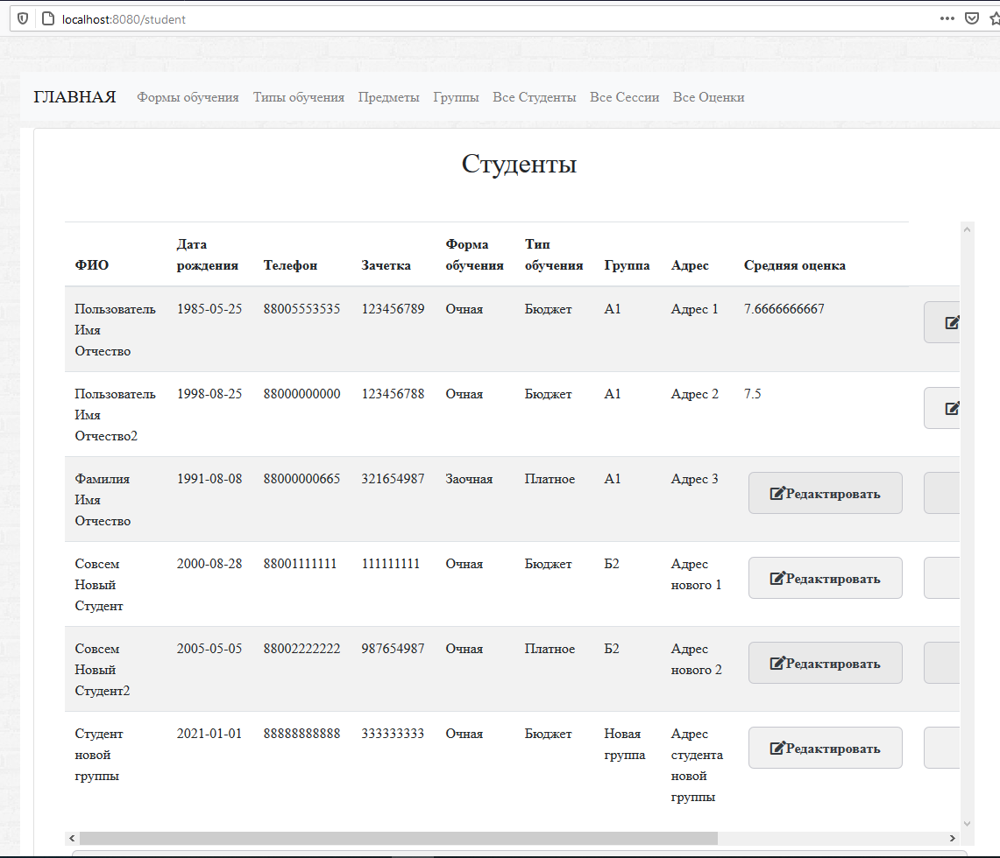 localhost:8080/student
ГЛАВНАЯ Формы обучения Типы обучения Предметы Группы Все Студенты Все Сессии Все Оценки
Студенты
ФИО Дата рождения Телефон Зачетка Форма обучения Тип обучения Группа Адрес Средняя оценка
Пользователь Имя Отчество 1985-05-25 88005553535 123456789 Очная Бюджет А1 Адрес 1 7.6666666667
Пользователь Имя Отчество2 1998-08-25 88000000000 123456788 Очная Бюджет А1 Адрес 2 7.5
Фамилия Имя Отчество 1991-08-08 88000000665 321654987 Заочная Платное А1 Адрес 3 Редактировать
Совсем Новый Студент 2000-08-28 88001111111 111111111 Очная Бюджет Б2 Адрес нового 1 Редактировать
Совсем Новый Студент2 2005-05-05 88002222222 987654987 Очная Платное Б2 Адрес нового 2 Редактировать
Студент новой группы 2021-01-01 88888888888 333333333 Очная Бюджет Новая группа Адрес студента новой группы Редактировать